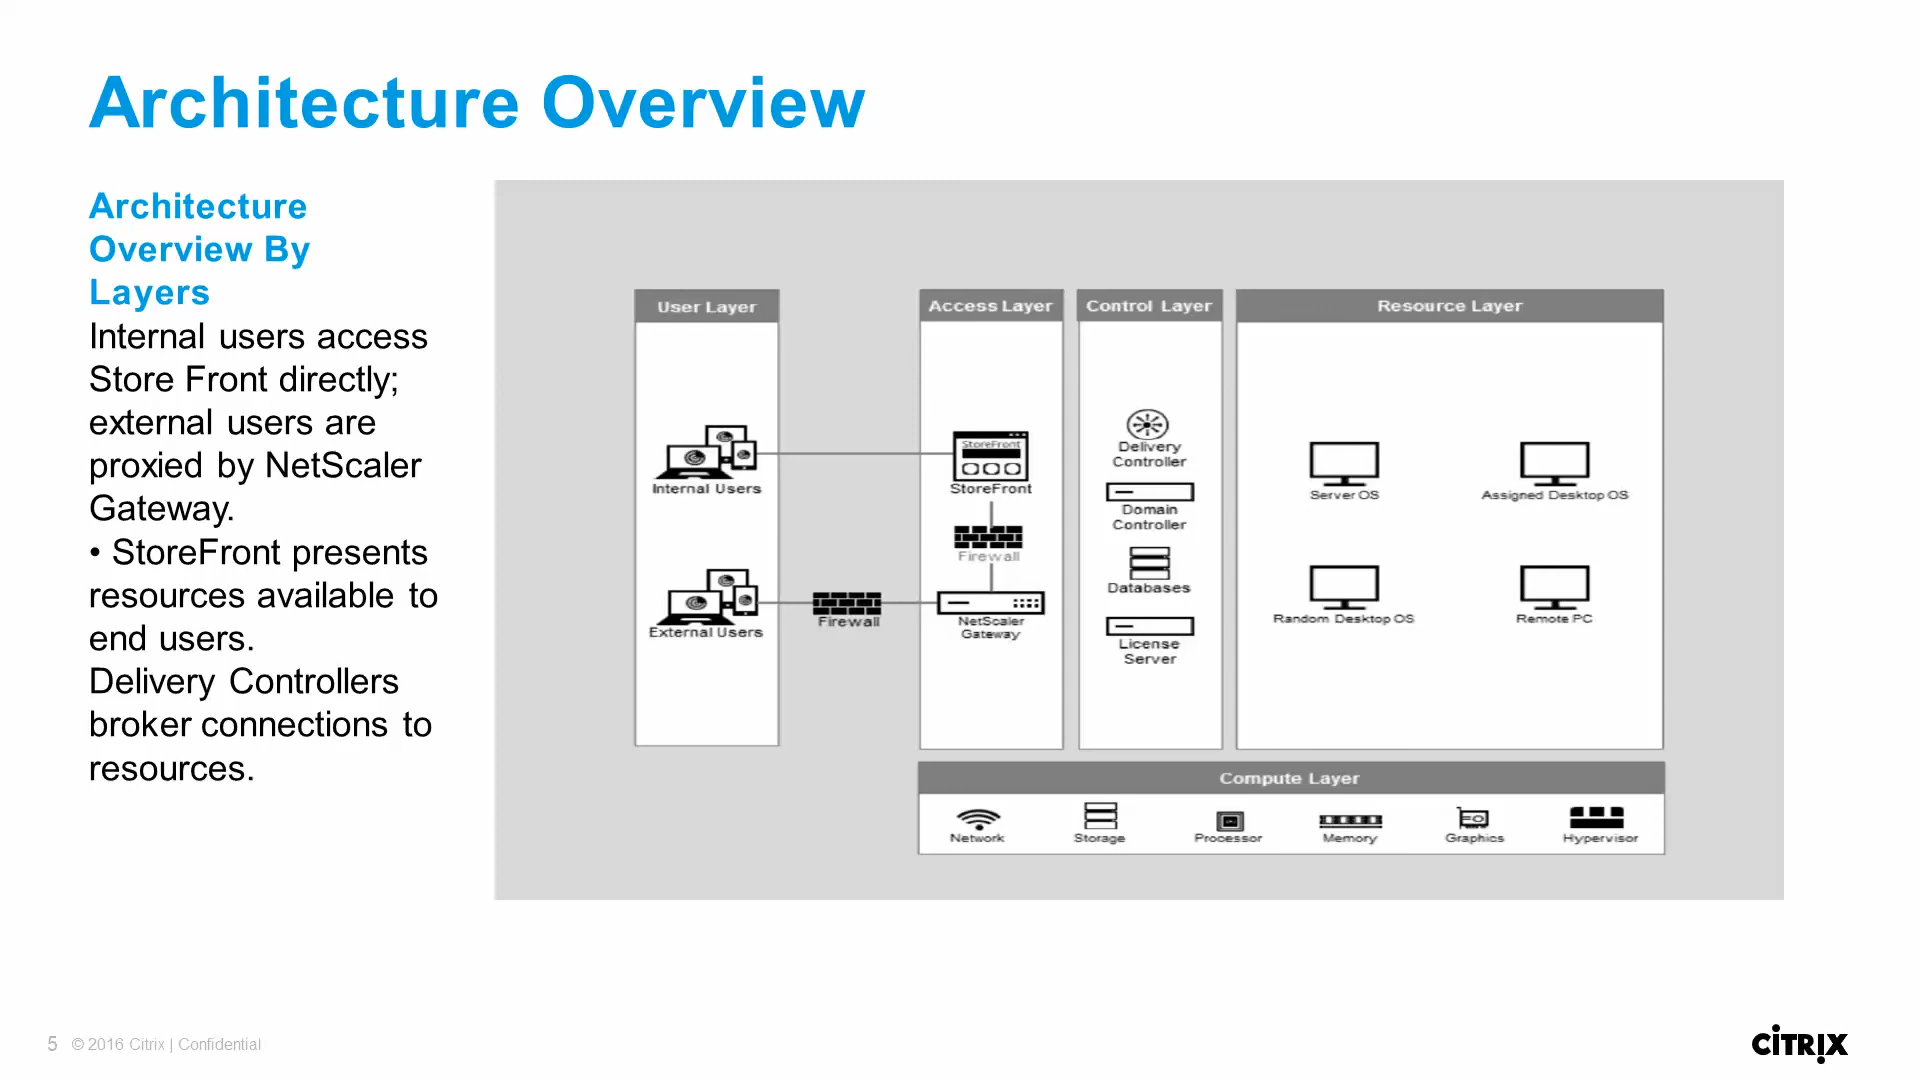 Architecture Overview
Architecture
Overview By
Layers
Internal users access
Store Front directly;
external users are
proxied by NetScaler
Gateway.
• StoreFront presents
resources available to
end users.
Delivery Controllers
broker connections to
resources.
User Layer
Internal Users
External Users
Firewall
Access Layer
StoreFront
StoreFront
Firewall
NetScaler
Gateway
Control Layer
Delivery
Controller
Domain
Controller
Databases
License
Server
Resource Layer
Server OS
Assigned Desktop OS
Random Desktop OS
Remote PC
Compute Layer
Network
Storage
Processor
Memory
Graphics
Hypervisor
5 © 2016 Citrix | Confidential
CİTRIX